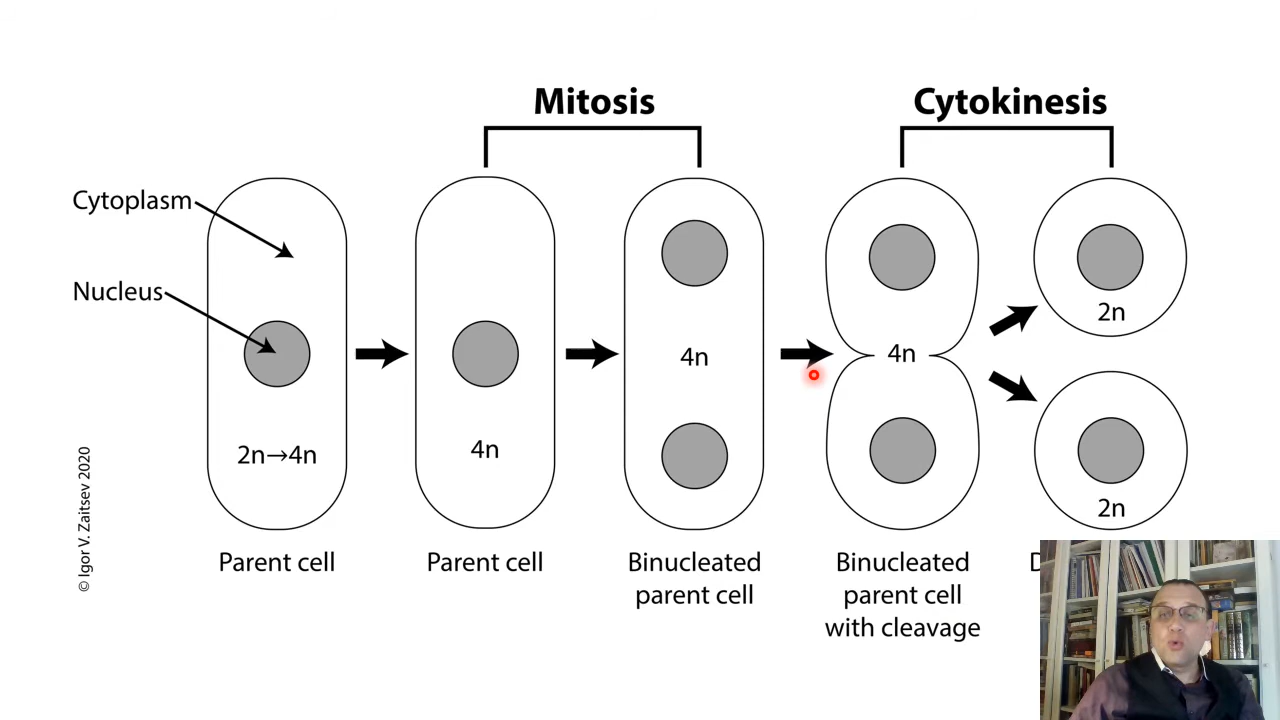 Mitosis
Cytokinesis
Cytoplasm
Nucleus
2n→4n
4n
4n
4n
2n
2n
Parent cell
Parent cell
Binucleated
parent cell
Binucleated
parent cell
with cleavage
© Igor V. Zaitsev 2020